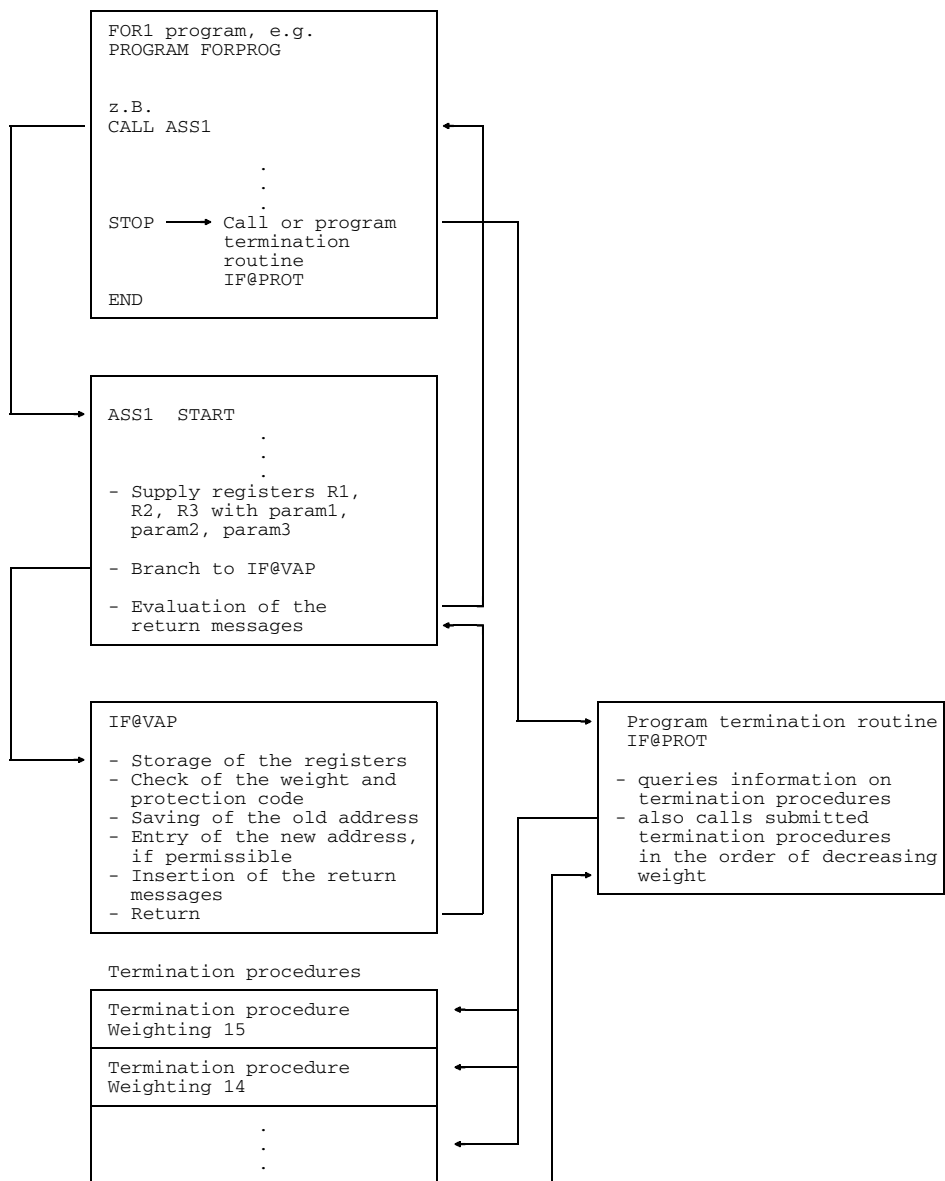 FOR1 program, e.g.
PROGRAM FORPROG
z.B.
CALL ASS1
.
.
.
STOP Call or program
termination
routine
IF@PROT
END
ASS1 START
.
.
.
- Supply registers R1,
R2, R3 with param1,
param2, param3
- Branch to IF@VAP
- Evaluation of the
return messages
IF@VAP
- Storage of the registers
- Check of the weight and
protection code
- Saving of the old address
- Entry of the new address,
if permissible
- Insertion of the return
messages
- Return
Program termination routine
IF@PROT
- queries information on
termination procedures
- also calls submitted
termination procedures
in the order of decreasing
weight
Termination procedures
Termination procedure
Weighting 15
Termination procedure
Weighting 14
.
.
.